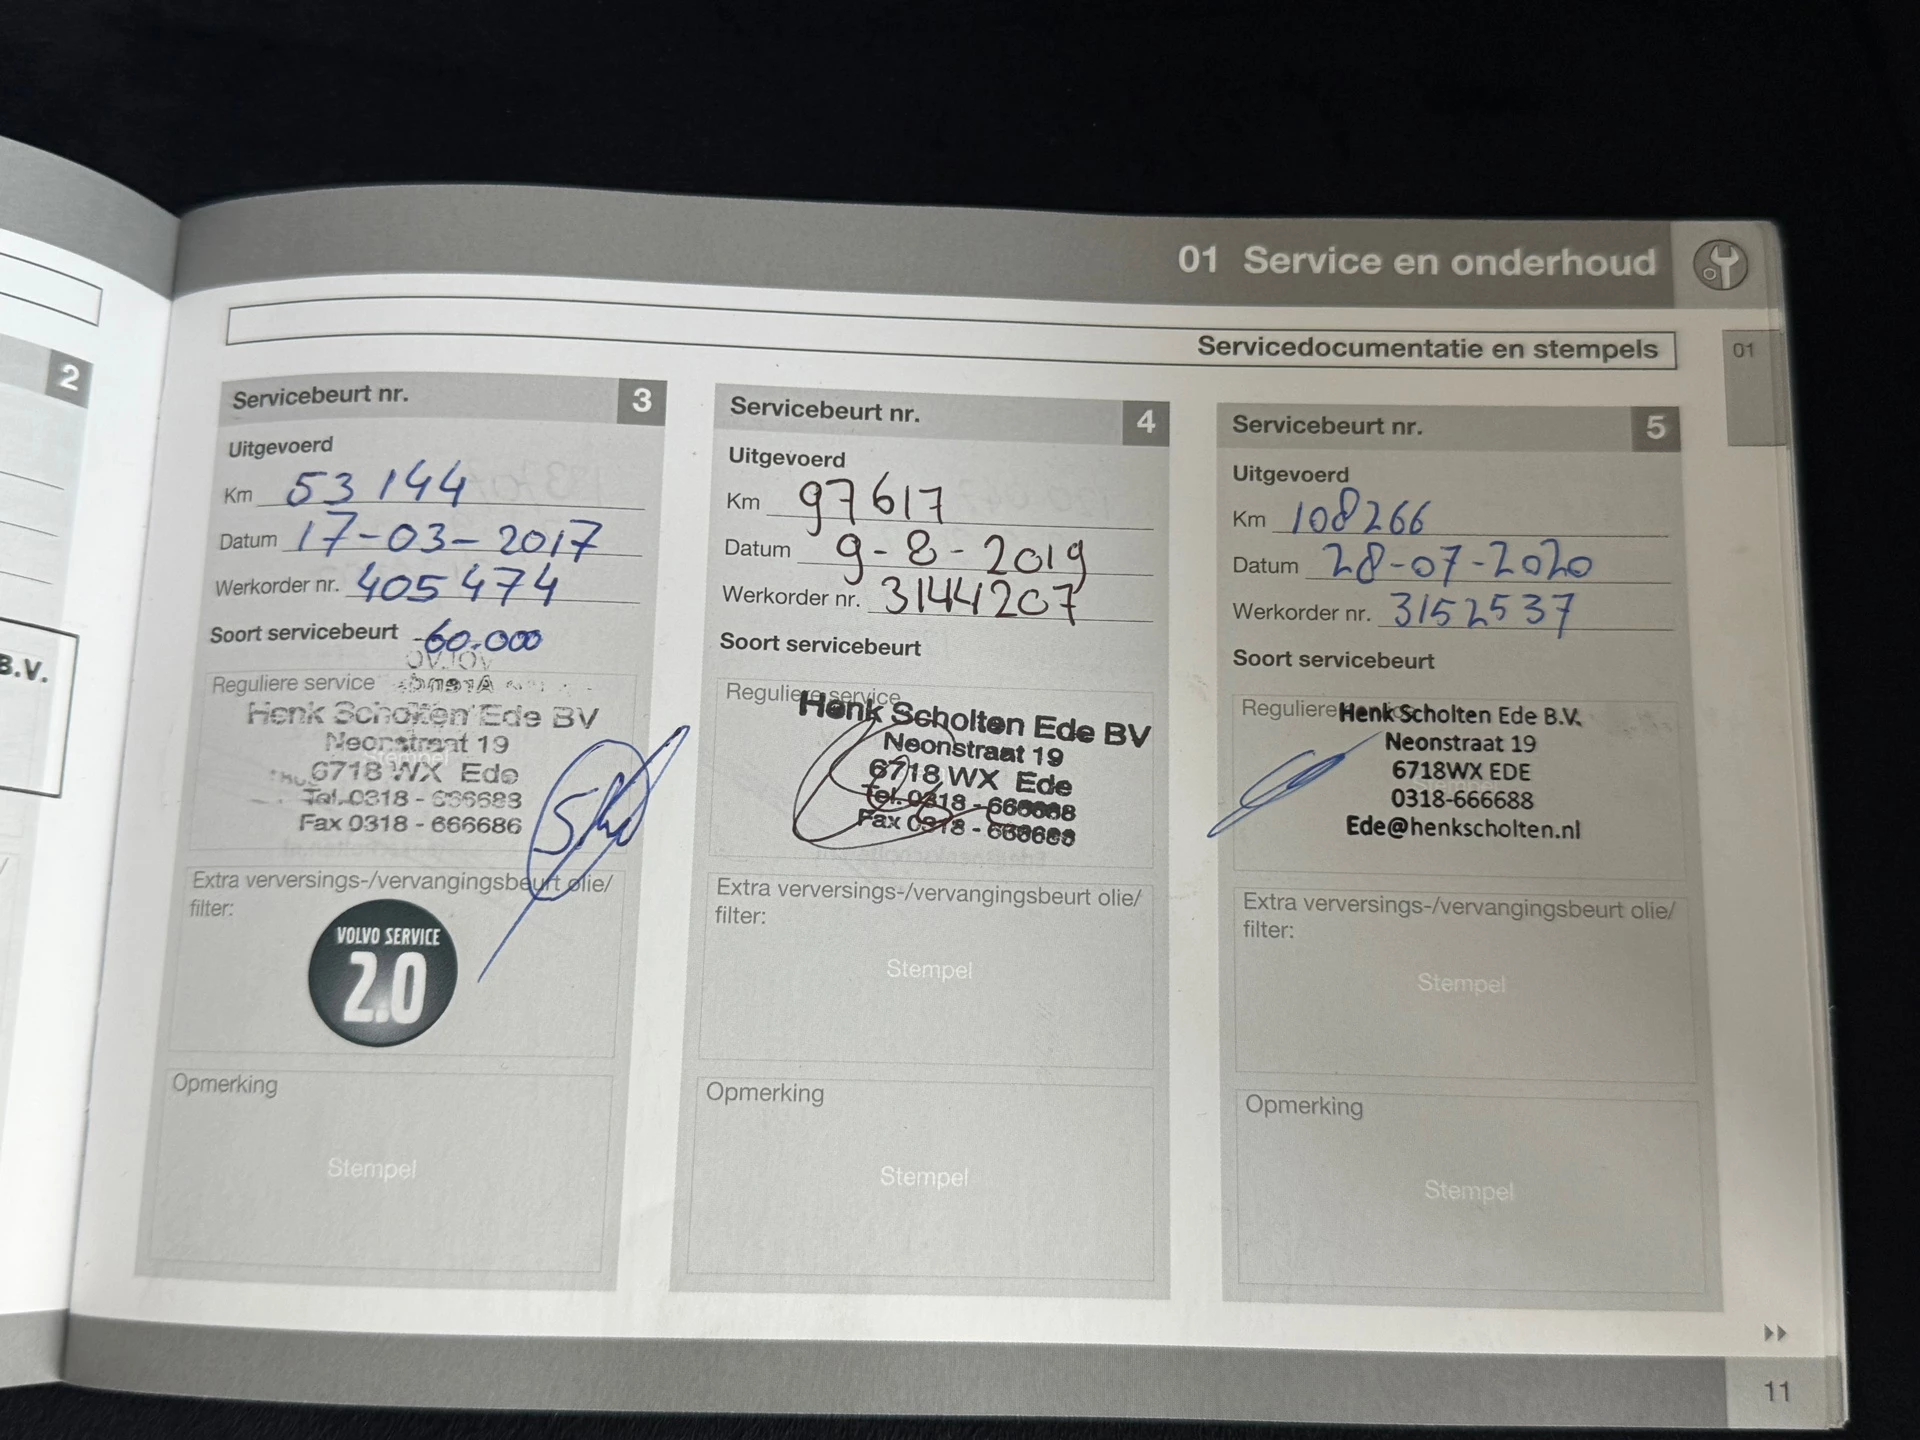 01 Service en onderhoud
Servicedocumentatie en stempels
01
2
B.V.
Servicebeurt nr. 3
Uitgevoerd
Km 53144
Datum 17-03-2017
Werkorder nr. 405474
Soort servicebeurt 60.000
Reguliere service
Henk Scholten Ede BV
Neonstraat 19
6718 WX Ede
Tel. 0318 - 666688
Fax 0318 - 666686
Extra verversings-/vervangingsbeurt olie/
filter:
VOLVO SERVICE
2.0
Opmerking
Stempel
Servicebeurt nr. 4
Uitgevoerd
Km 97617
Datum 9-8-2019
Werkorder nr. 3144207
Soort servicebeurt
Reguliere service
Henk Scholten Ede BV
Neonstraat 19
6718 WX Ede
Tel. 0318 -
Fax 0318 -
Extra verversings-/vervangingsbeurt olie/
filter:
Stempel
Opmerking
Stempel
Servicebeurt nr. 5
Uitgevoerd
Km 108266
Datum 28-07-2020
Werkorder nr. 3152537
Soort servicebeurt
Reguliere
Henk Scholten Ede B.V.
Neonstraat 19
6718WX EDE
0318-666688
Ede@henkscholten.nl
Extra verversings-/vervangingsbeurt olie/
filter:
Stempel
Opmerking
Stempel
11